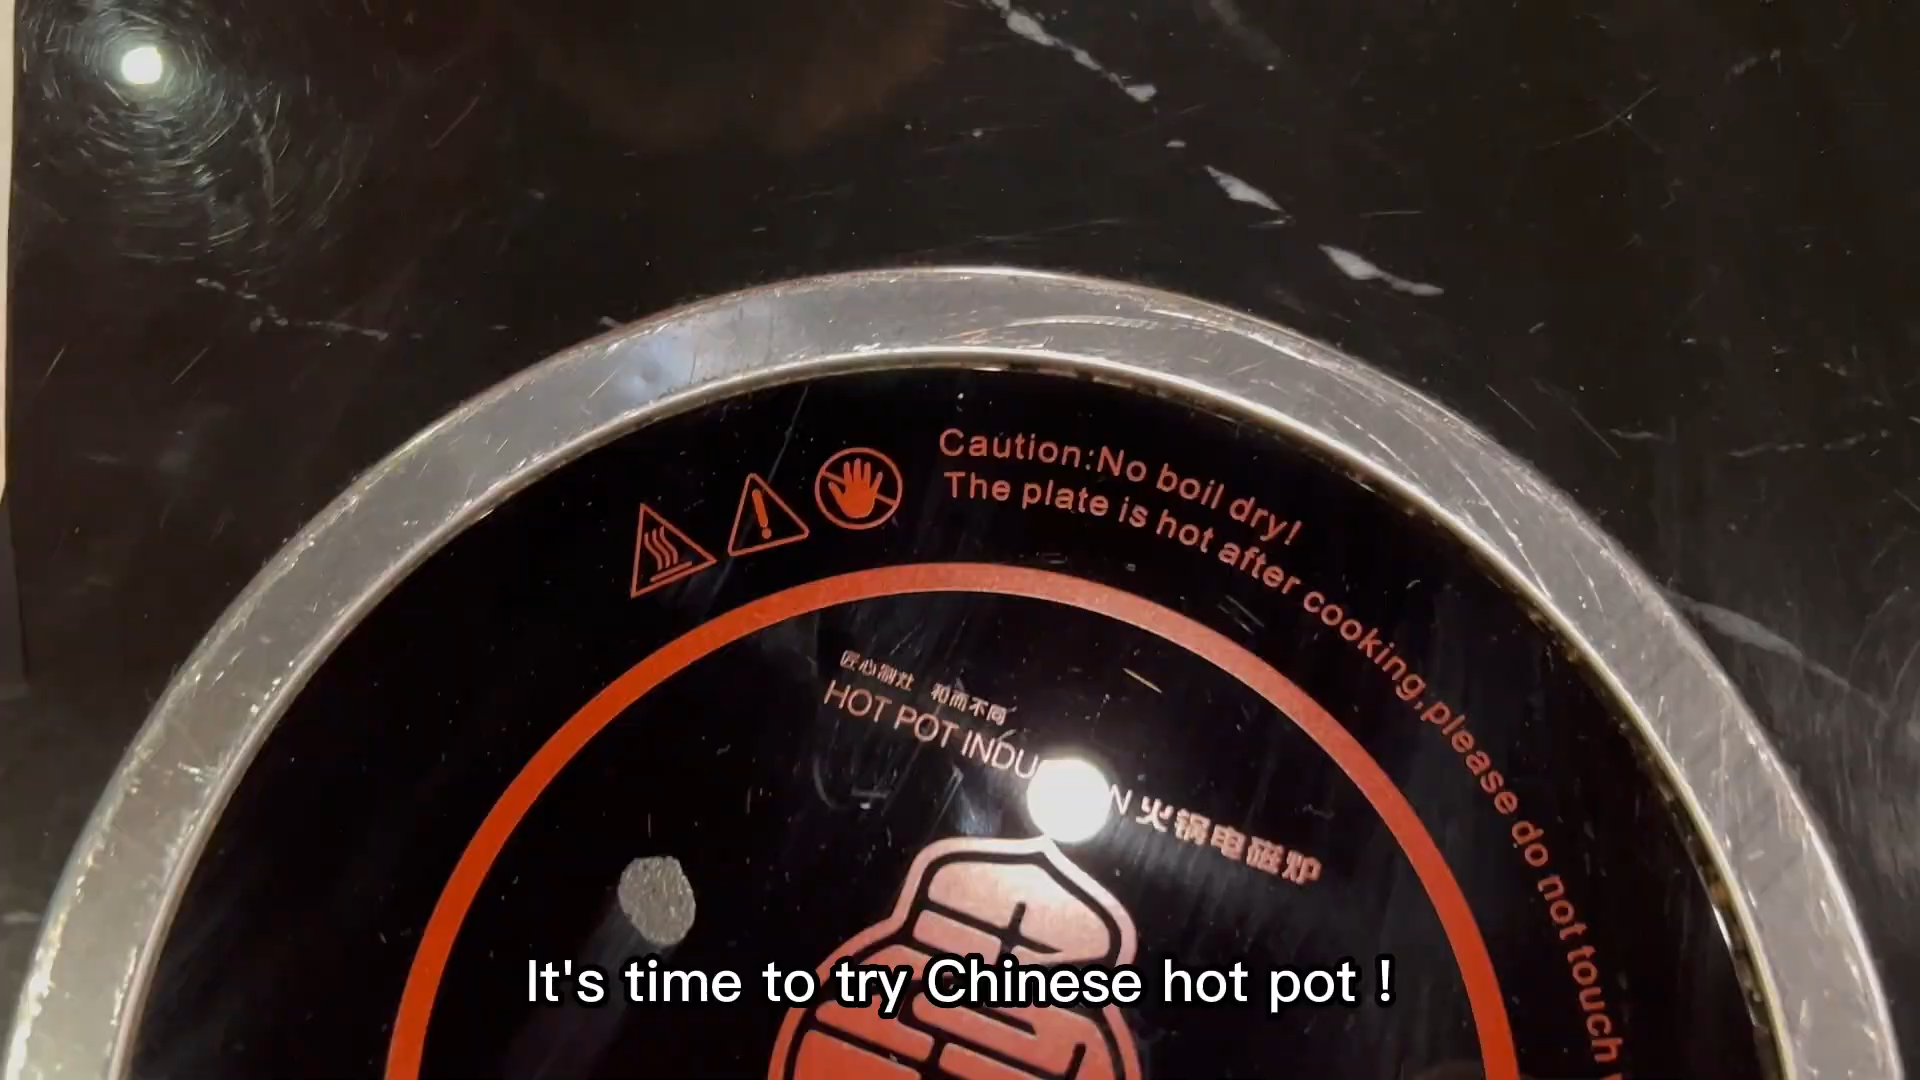 Caution:No boil dry!
The plate is hot after cooking,please do not touch
匠心制灶 和而不同
HOT POT 火锅电磁炉
It's time to try Chinese hot pot !